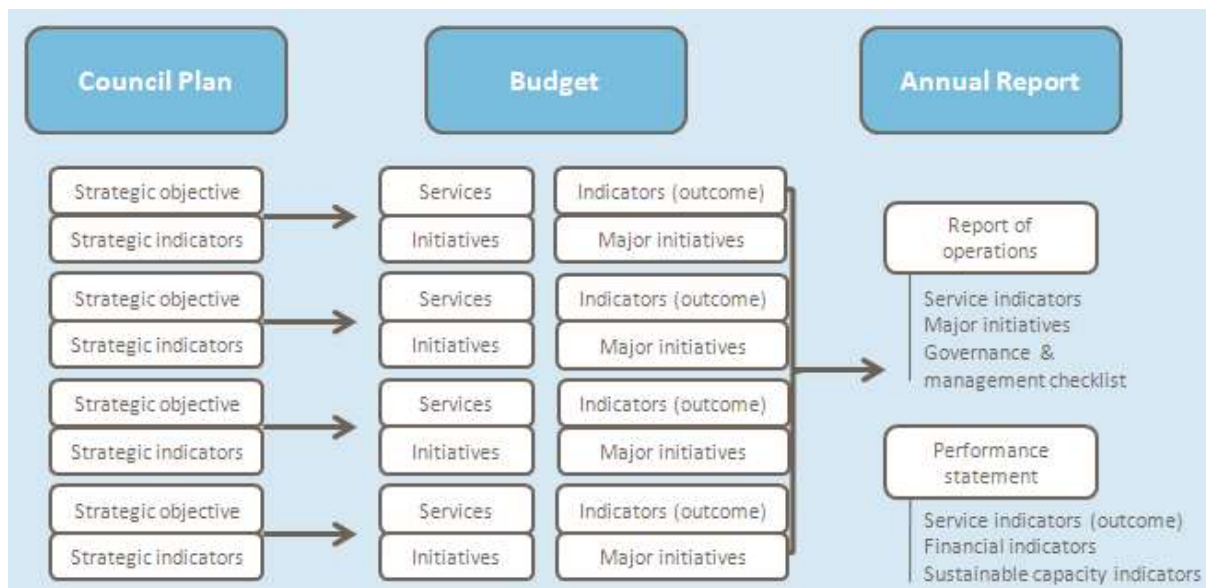 Council Plan
Budget
Annual Report
Strategic objective
Strategic indicators
Services
Initiatives
Indicators (outcome)
Major initiatives
Strategic objective
Strategic indicators
Services
Initiatives
Indicators (outcome)
Major initiatives
Strategic objective
Strategic indicators
Services
Initiatives
Indicators (outcome)
Major initiatives
Strategic objective
Strategic indicators
Services
Initiatives
Indicators (outcome)
Major initiatives
Report of
operations
Service indicators
Major initiatives
Governance &
management checklist
Performance
statement
Service indicators (outcome)
Financial indicators
Sustainable capacity indicators